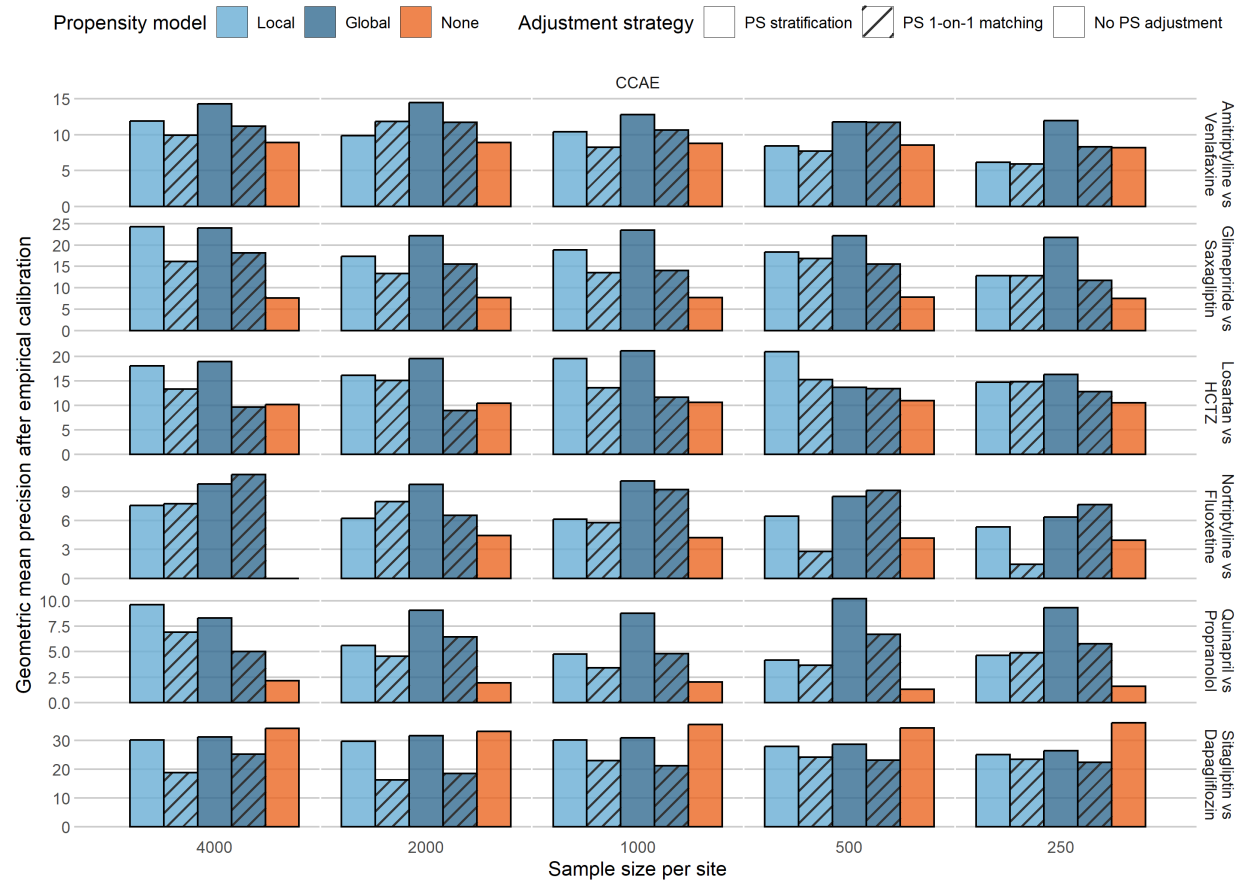 Propensity model Local Global None Adjustment strategy PS stratification PS 1-on-1 matching No PS adjustment
CCAE
Geometric mean precision after empirical calibration
15
10
5
0
Amitriptyline vs
Venlafaxine
25
20
15
10
5
0
Glimepiride vs
Saxagliptin
20
15
10
5
0
Losartan vs
HCTZ
9
6
3
0
Nortriptyline vs
Fluoxetine
10.0
7.5
5.0
2.5
0.0
Quinapril vs
Propranolol
30
20
10
0
Sitagliptin vs
Dapagliflozin
4000 2000 1000 500 250
Sample size per site